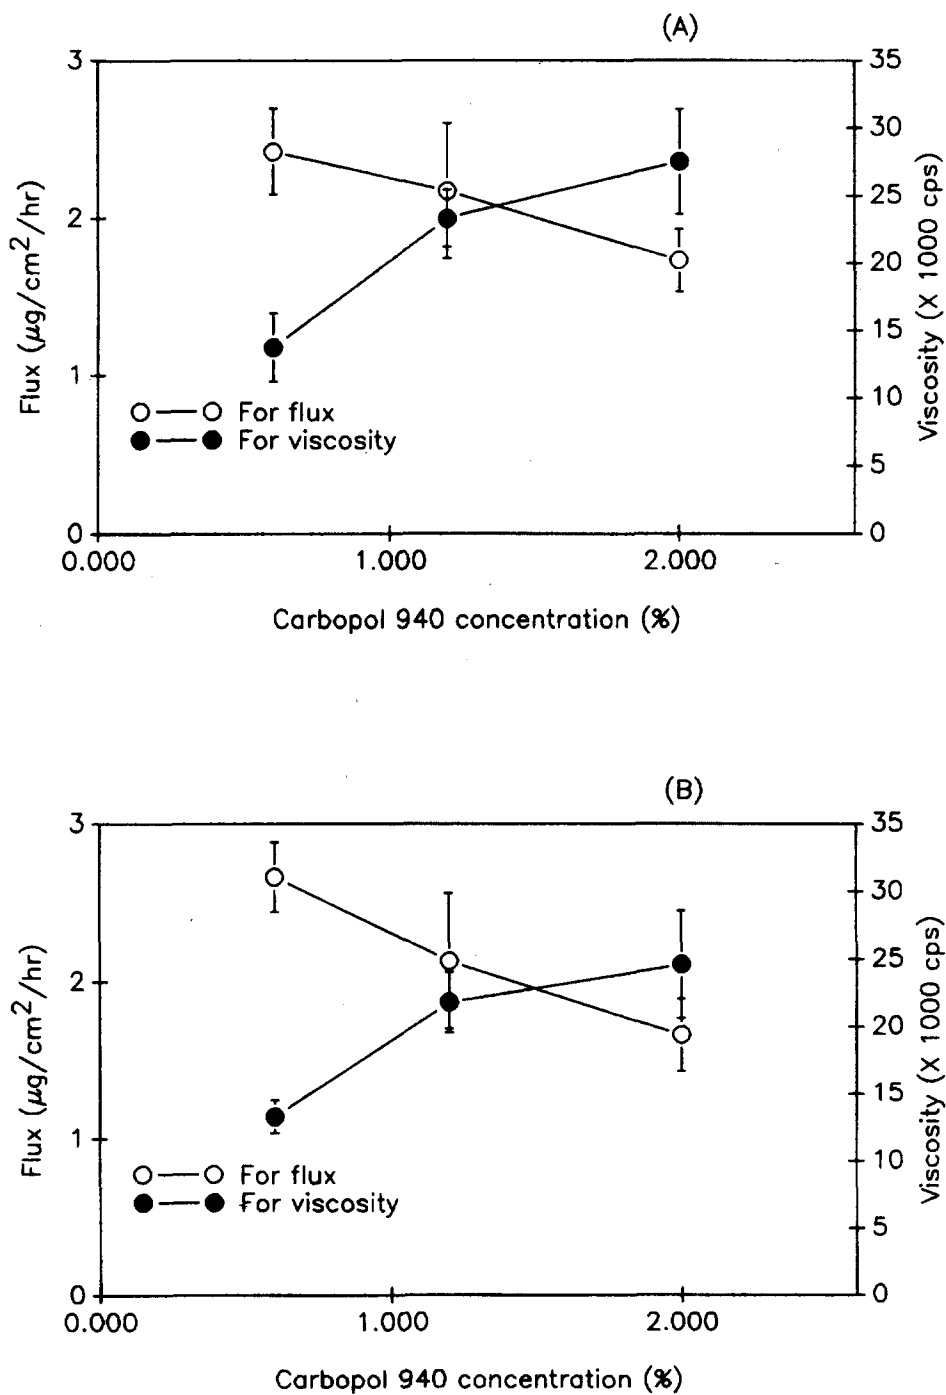 (A)
3
2
1
0
Flux (μg/cm²/hr)
35
30
25
20
15
10
5
0
Viscosity (X 1000 cps)
For flux
For viscosity
0.000
1.000
2.000
Carbopol 940 concentration (%)
(B)
3
2
1
0
Flux (μg/cm²/hr)
35
30
25
20
15
10
5
0
Viscosity (X 1000 cps)
For flux
For viscosity
0.000
1.000
2.000
Carbopol 940 concentration (%)